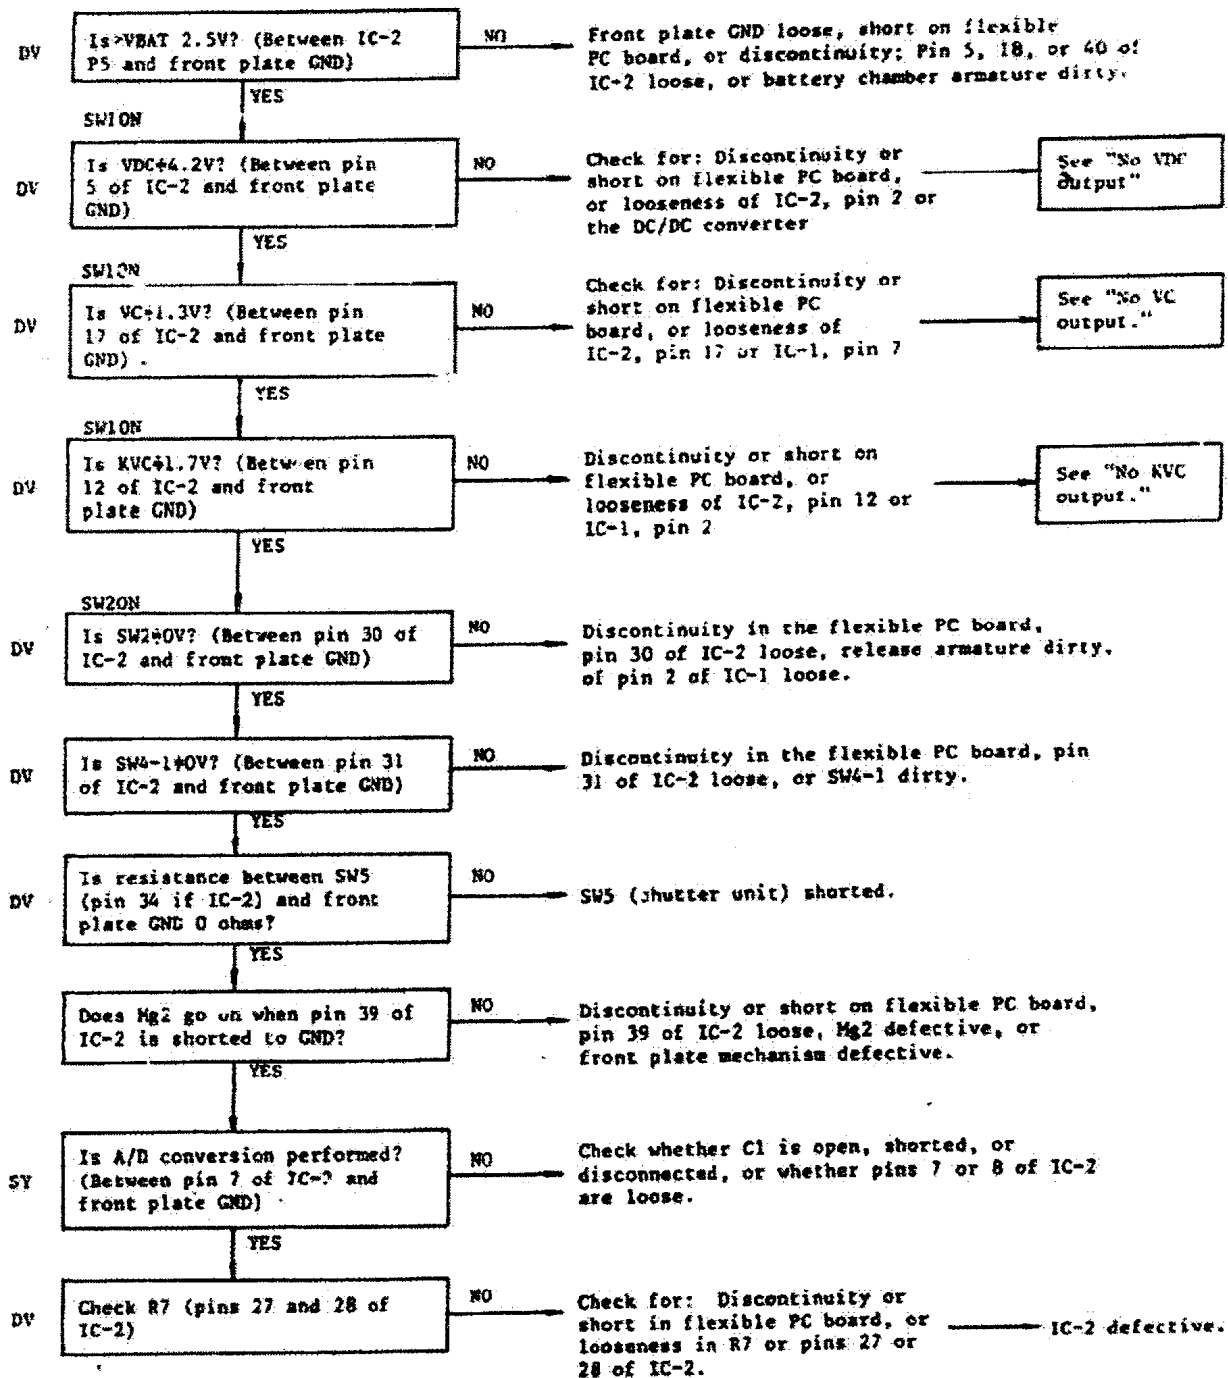 DV
Is>VBAT 2.5V? (Between IC-2
P5 and front plate GND)
NO
Front plate GND loose, short on flexible
PC board, or discontinuity; Pin 5, 18, or 40 of
IC-2 loose, or battery chamber armature dirty.
YES
SW1ON
DV
Is VDC÷4.2V? (Between pin
5 of IC-2 and front plate
GND)
NO
Check for: Discontinuity or
short on flexible PC board,
or looseness of IC-2, pin 2 or
the DC/DC converter
See "No VDC
output"
YES
SW1ON
DV
Is VC÷1.3V? (Between pin
17 of IC-2 and front plate
GND).
NO
Check for: Discontinuity or
short on flexible PC
board, or looseness of
IC-2, pin 17 or IC-1, pin 7
See "No VC
output."
YES
SW1ON
DV
Is KVC÷1.7V? (Between pin
12 of IC-2 and front
plate GND)
NO
Discontinuity or short on
flexible PC board, or
looseness of IC-2, pin 12 or
IC-1, pin 2
See "No KVC
output."
YES
SW2ON
DV
Is SW2÷0V? (Between pin 30 of
IC-2 and front plate GND)
NO
Discontinuity in the flexible PC board,
pin 30 of IC-2 loose, release armature dirty,
of pin 2 of IC-1 loose.
YES
DV
Is SW4-1÷0V? (Between pin 31
of IC-2 and front plate GND)
NO
Discontinuity in the flexible PC board, pin
31 of IC-2 loose, or SW4-1 dirty.
YES
DV
Is resistance between SW5
(pin 34 if IC-2) and front
plate GND 0 ohms?
NO
SW5 (shutter unit) shorted.
YES
Does Mg2 go on when pin 39 of
IC-2 is shorted to GND?
NO
Discontinuity or short on flexible PC board,
pin 39 of IC-2 loose, Mg2 defective, or
front plate mechanism defective.
YES
SY
Is A/D conversion performed?
(Between pin 7 of IC-2 and
front plate GND)
NO
Check whether C1 is open, shorted, or
disconnected, or whether pins 7 or 8 of IC-2
are loose.
YES
DV
Check R7 (pins 27 and 28 of
IC-2)
NO
Check for: Discontinuity or
short in flexible PC board, or
looseness in R7 or pins 27 or
28 of IC-2.
IC-2 defective.